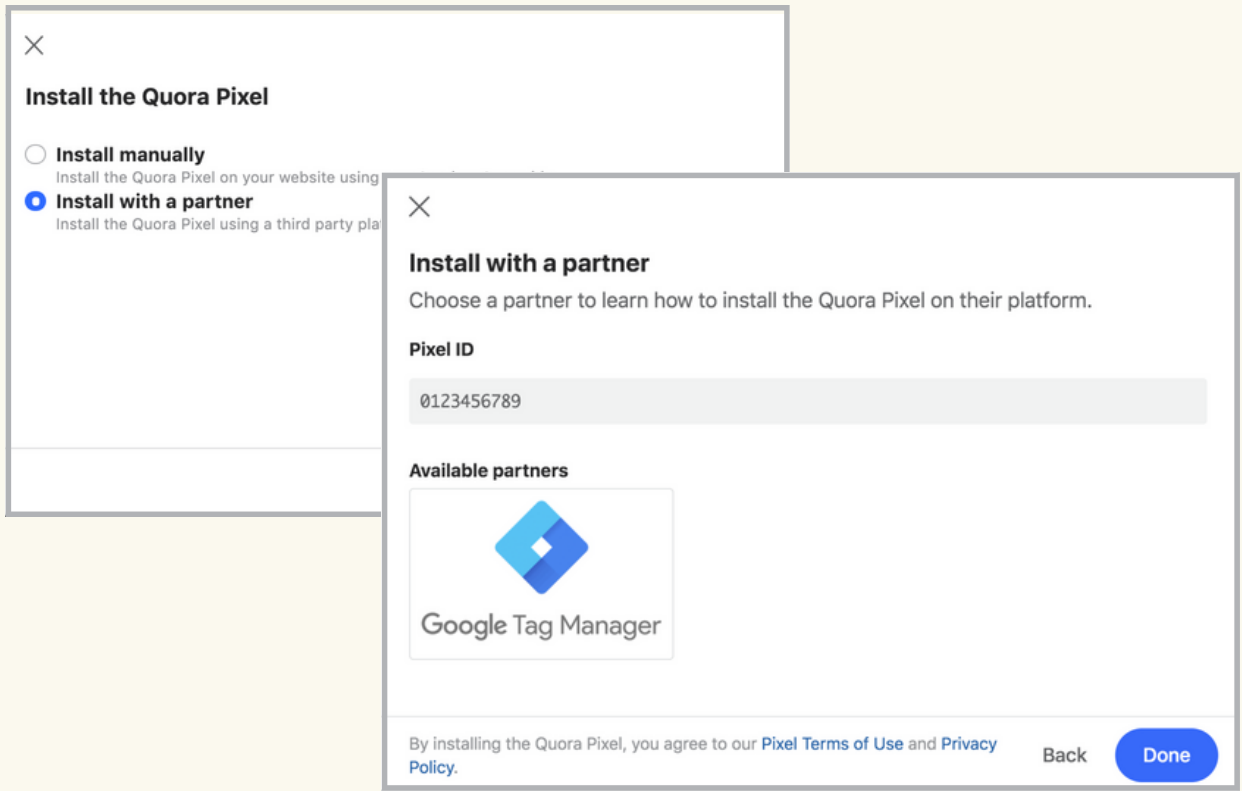 Install the Quora Pixel
Install manually
Install the Quora Pixel on your website using
Install with a partner
Install the Quora Pixel using a third party pla
Install with a partner
Choose a partner to learn how to install the Quora Pixel on their platform.
Pixel ID
0123456789
Available partners
Google Tag Manager
By installing the Quora Pixel, you agree to our Pixel Terms of Use and Privacy
Policy.
Back
Done